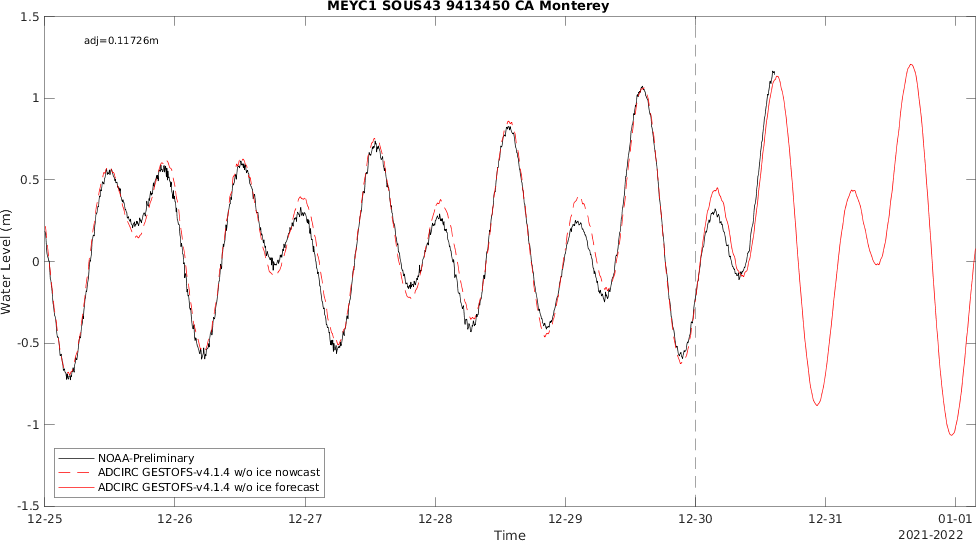 MEYC1 SOUS43 9413450 CA Monterey
adj=0.11726m
1.5
1
0.5
0
-0.5
-1
-1.5
Water Level (m)
NOAA-Preliminary
ADCIRC GESTOFS-v4.1.4 w/o ice nowcast
ADCIRC GESTOFS-v4.1.4 w/o ice forecast
12-25 12-26 12-27 12-28 12-29 12-30 12-31 01-01
Time
2021-2022